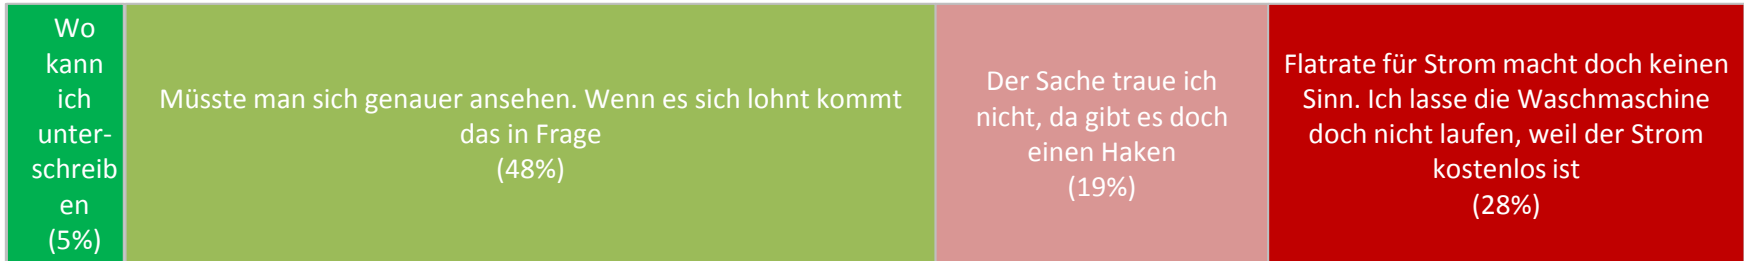 Wo
kann
ich
unter-
schreib
en
(5%)
Müsste man sich genauer ansehen. Wenn es sich lohnt kommt
das in Frage
(48%)
Der Sache traue ich
nicht, da gibt es doch
einen Haken
(19%)
Flatrate für Strom macht doch keinen
Sinn. Ich lasse die Waschmaschine
doch nicht laufen, weil der Strom
kostenlos ist
(28%)